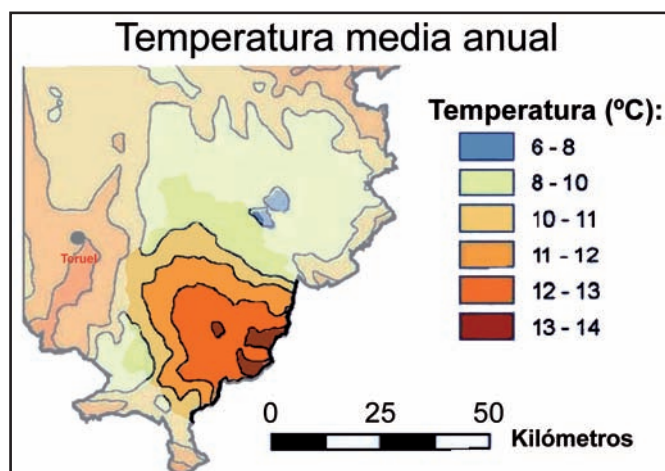 Temperatura media anual
Temperatura (ºC):
6 - 8
8 - 10
10 - 11
11 - 12
12 - 13
13 - 14
Teruel
0 25 50
Kilómetros